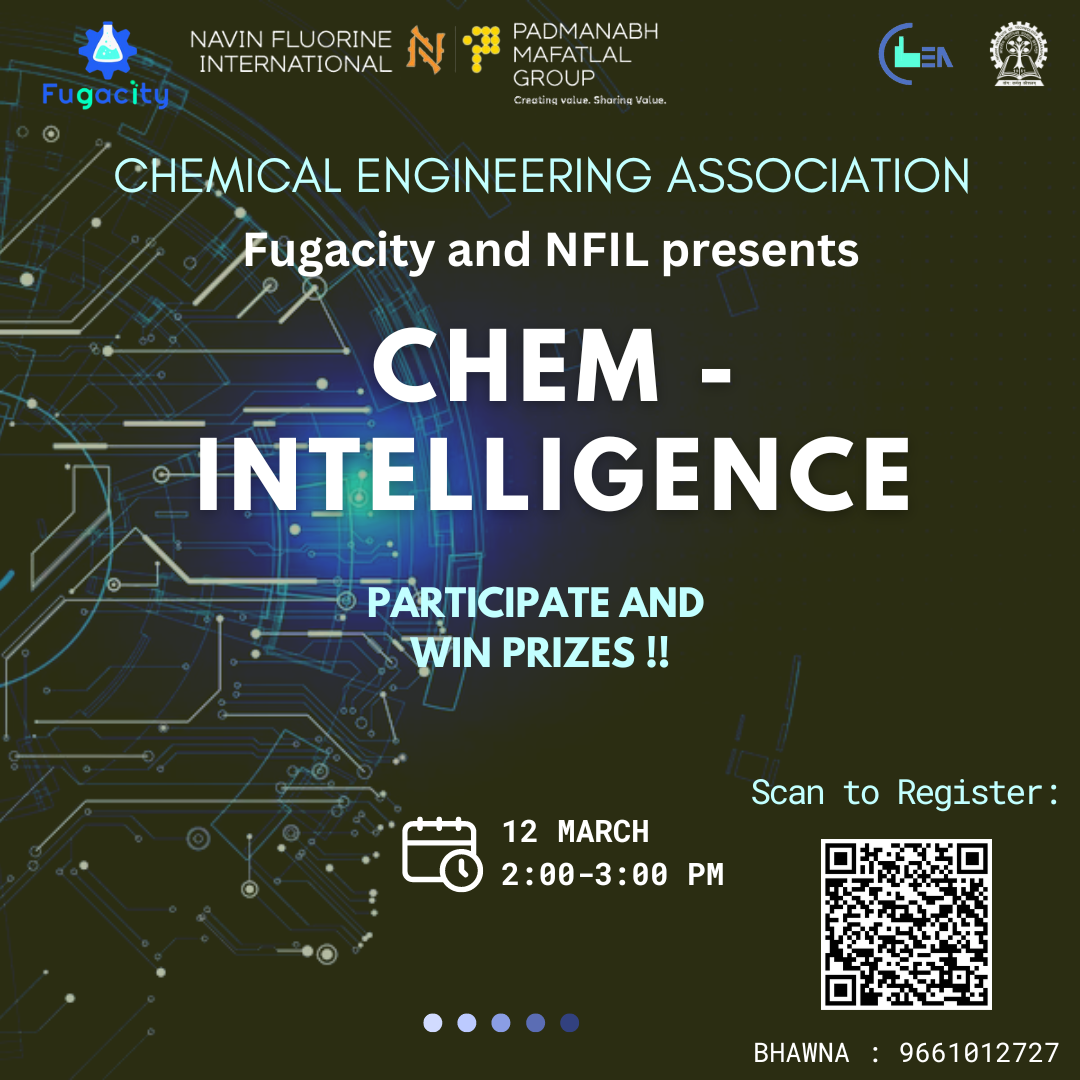 Fugacity
NAVIN FLUORINE
INTERNATIONAL
PADMANABH
MAFATLAL
GROUP
Creating value. Sharing Value.
CHEMICAL ENGINEERING ASSOCIATION
Fugacity and NFIL presents
CHEM -
INTELLIGENCE
PARTICIPATE AND
WIN PRIZES !!
Scan to Register:
12 MARCH
2:00-3:00 PM
BHAWNA : 9661012727